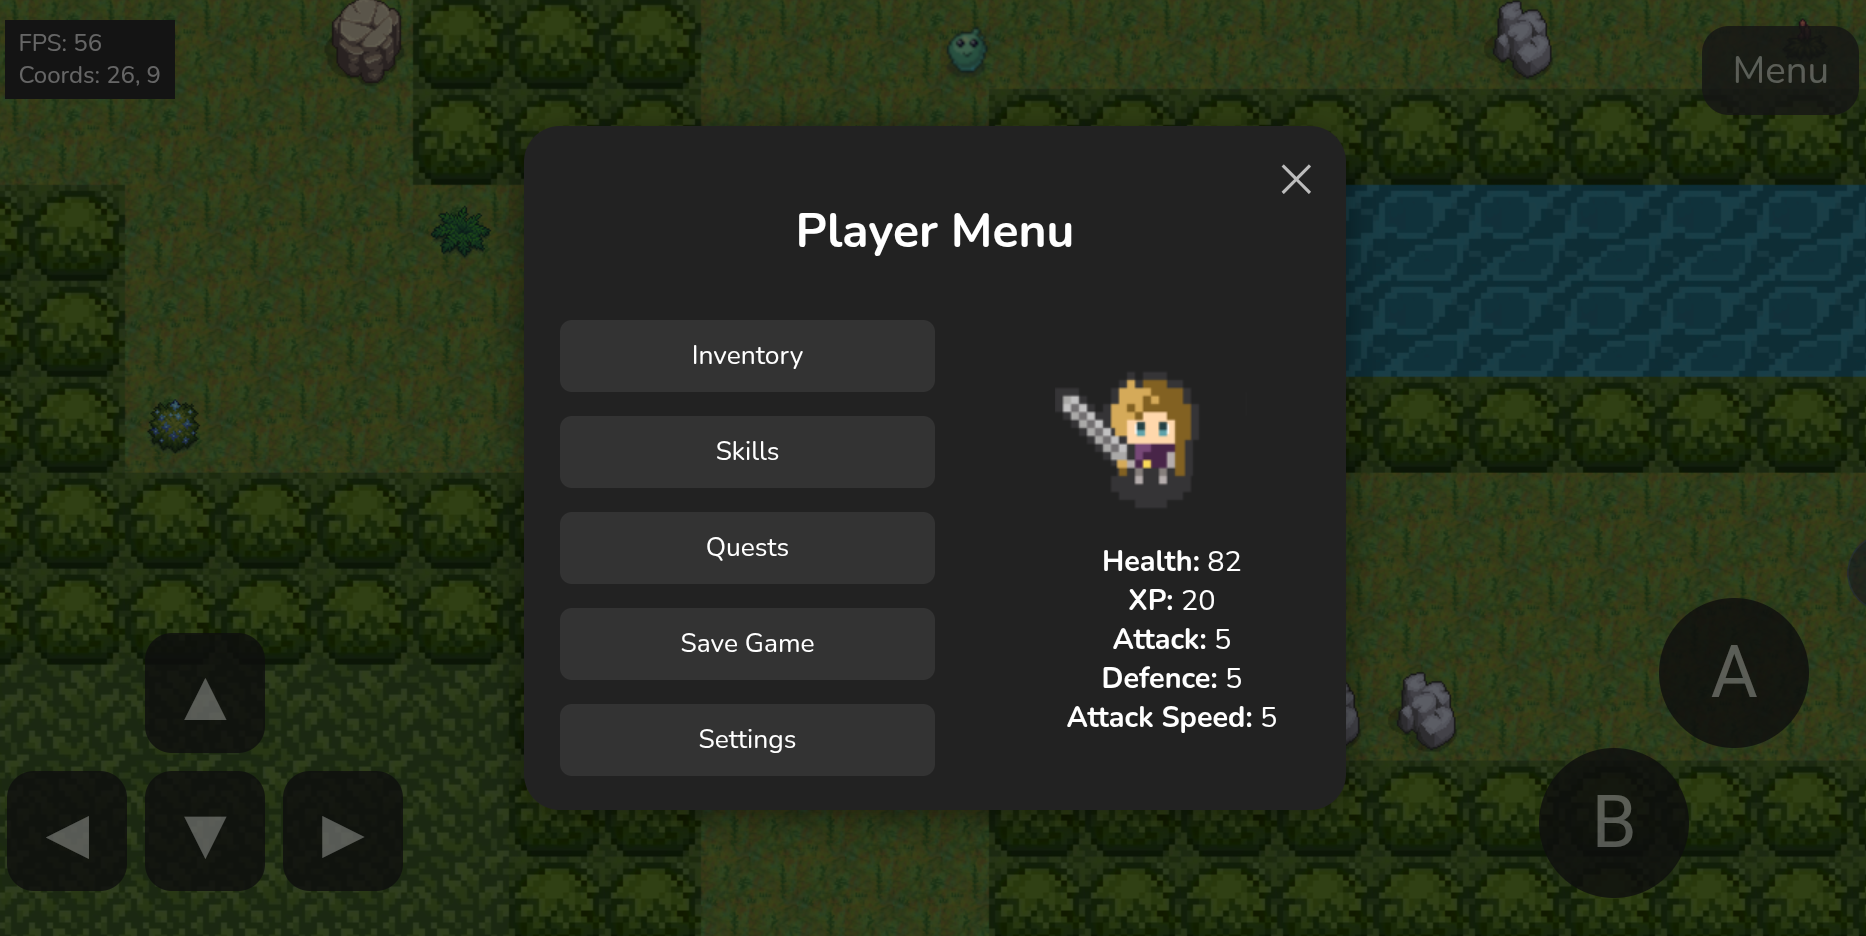 FPS: 56
Coords: 26, 9
Menu
Player Menu
Inventory
Skills
Quests
Save Game
Settings
Health: 82
XP: 20
Attack: 5
Defence: 5
Attack Speed: 5
A
B